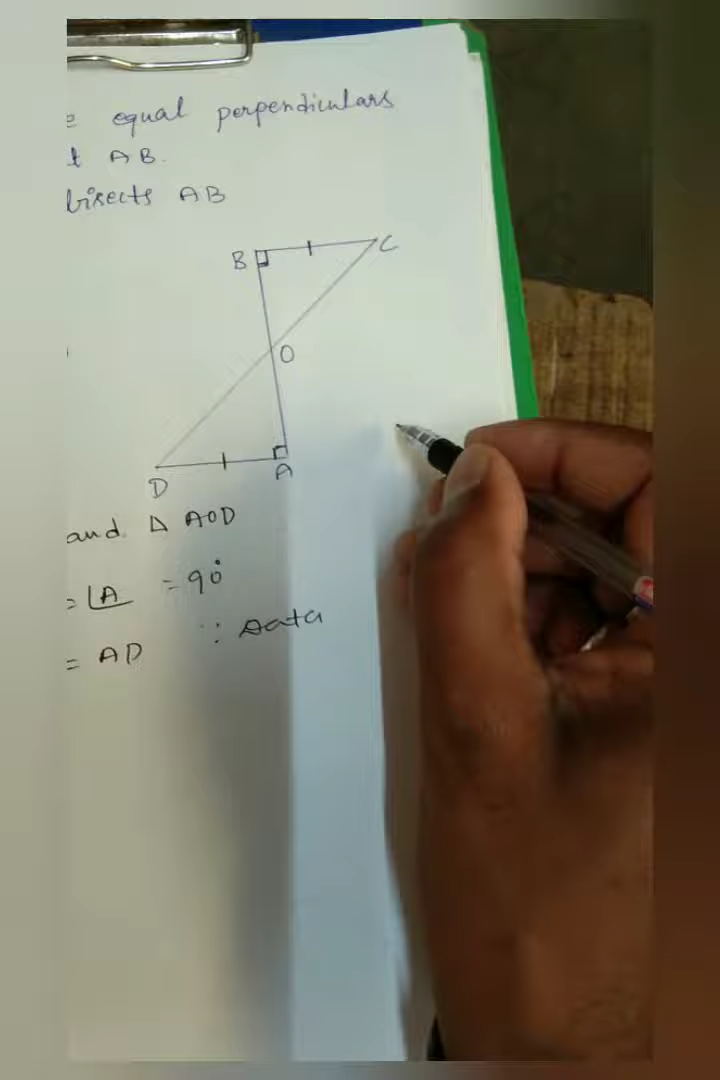 equal perpendiculars
AB.
bisects AB
B
C
O
D
A
and. Δ AOD
= ∠A = 90°
= AD ∵ Data